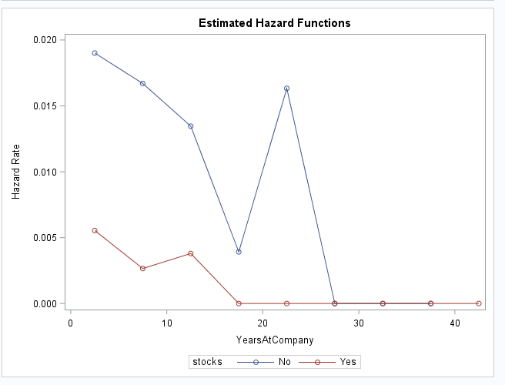 Estimated Hazard Functions
0.020
0.015
0.010
0.005
0.000
Hazard Rate
0 10 20 30 40
YearsAtCompany
stocks No Yes